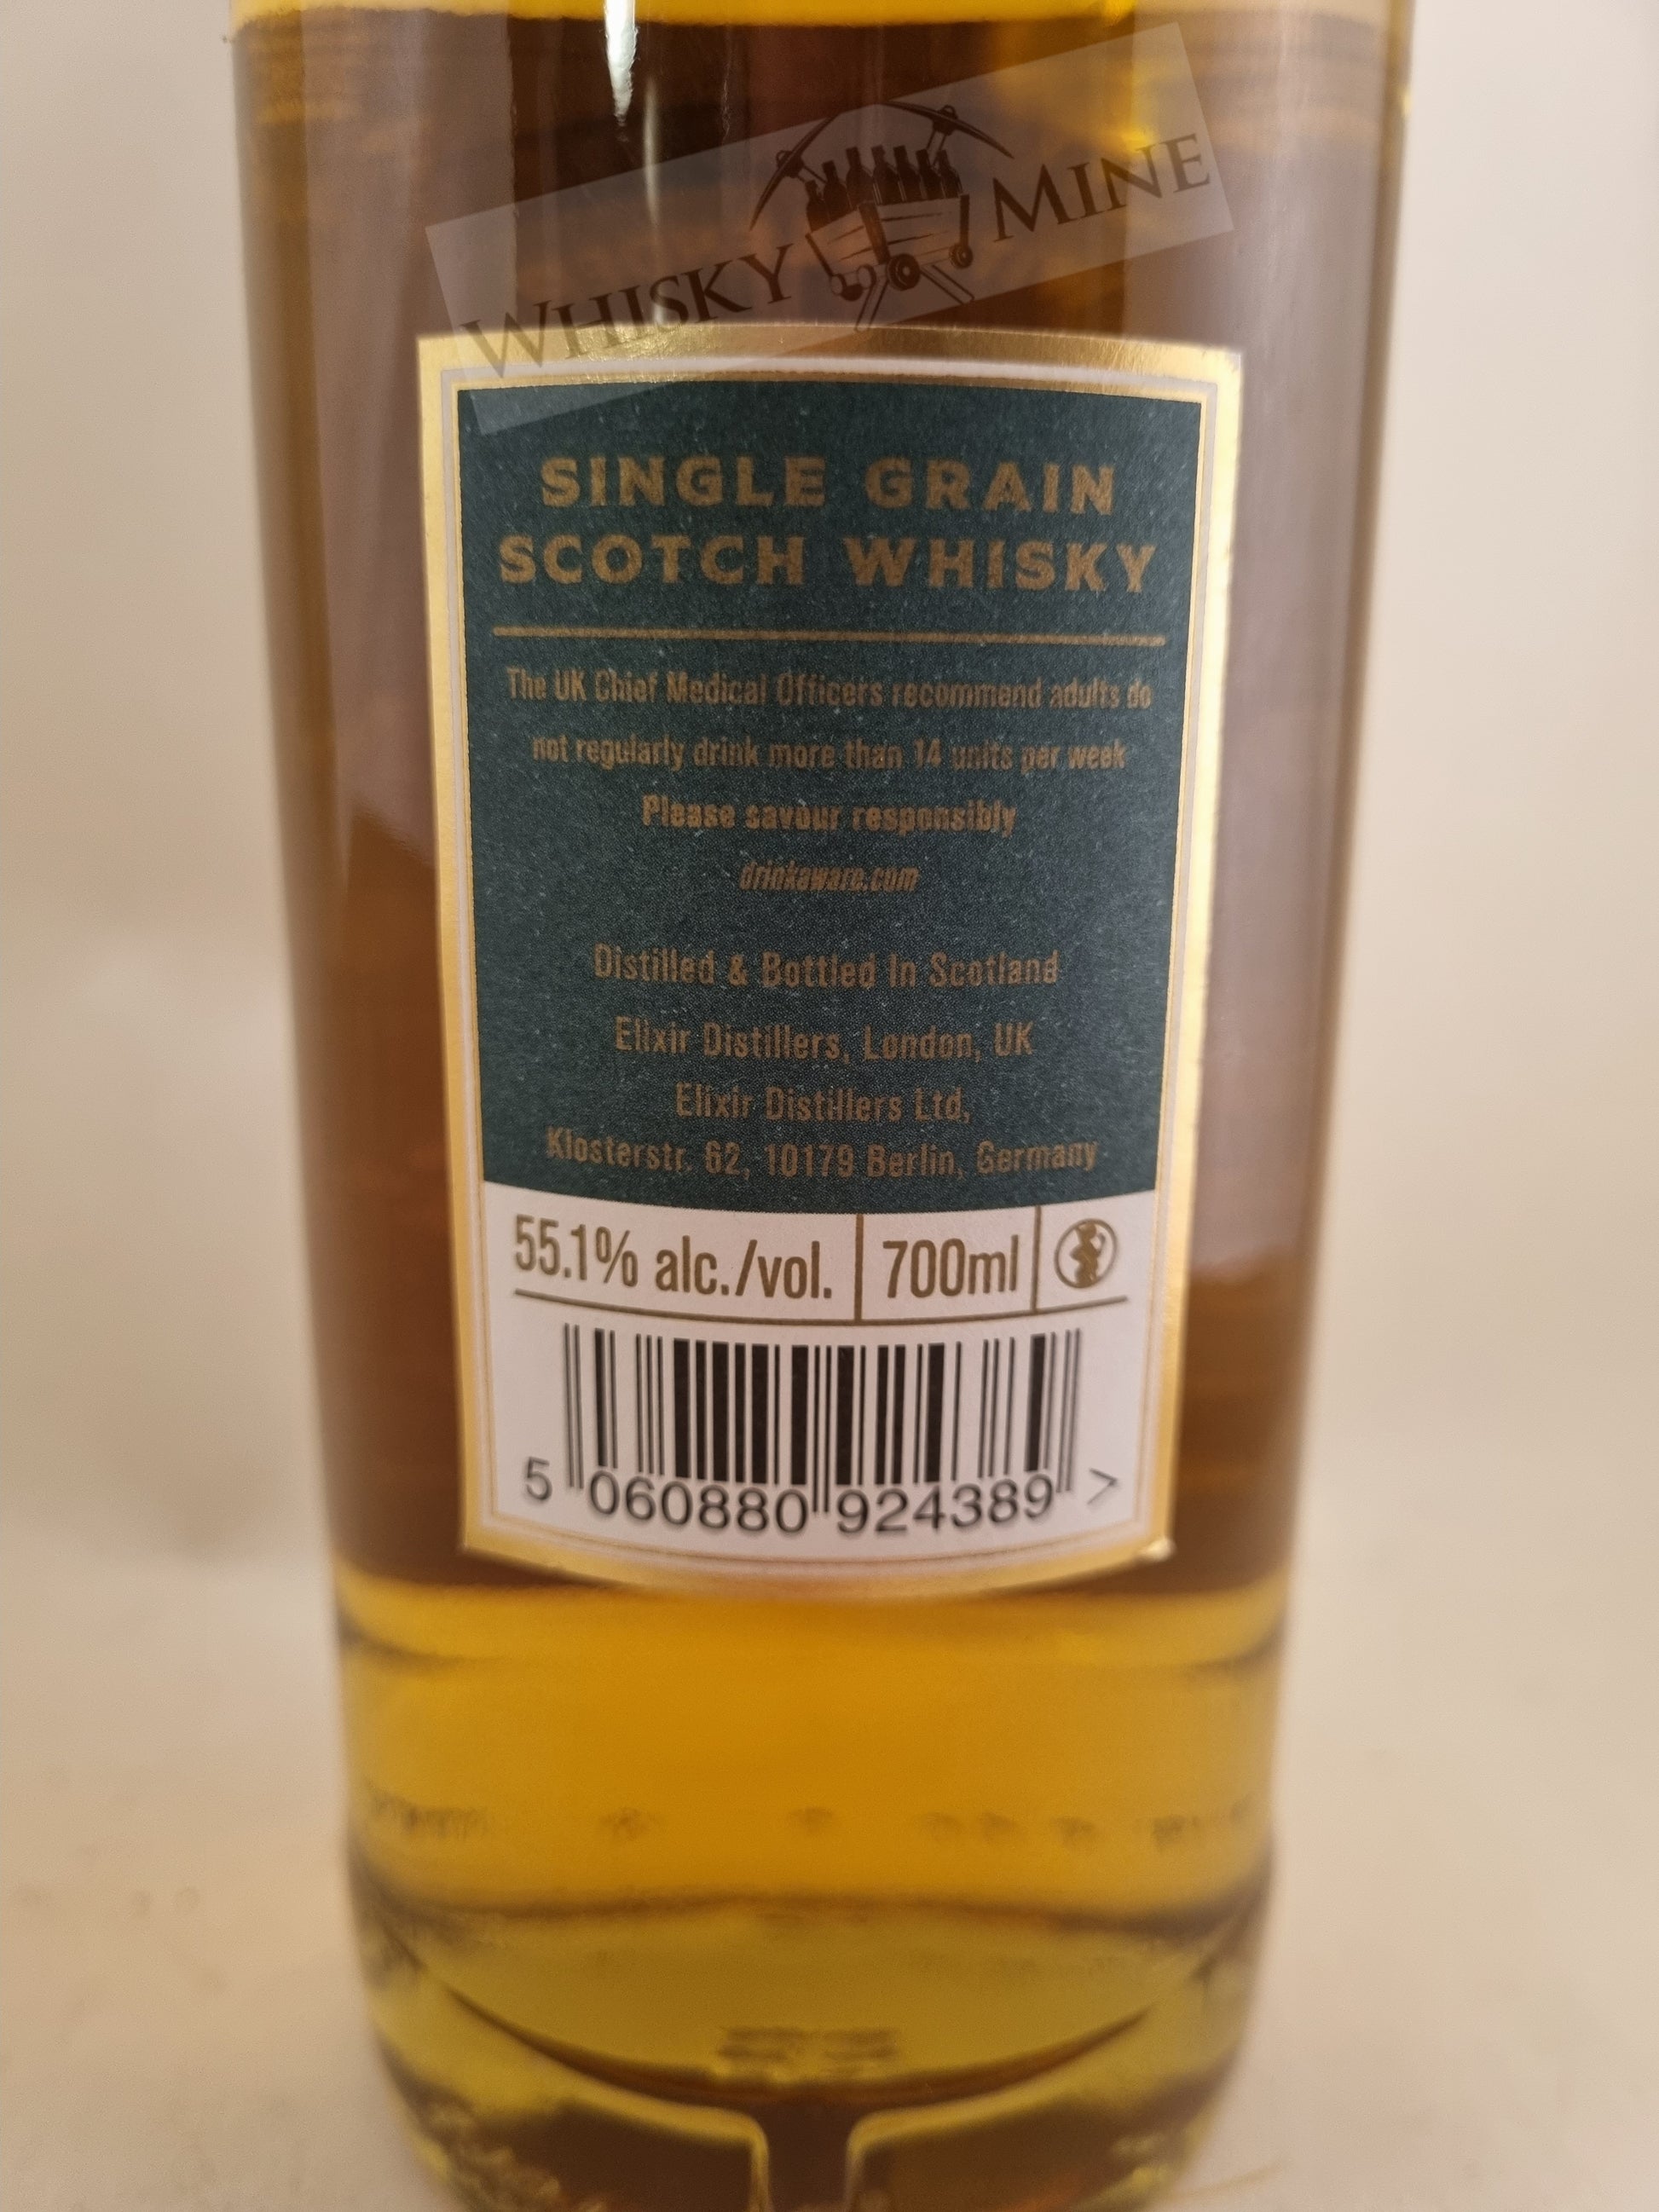 WHISKY MINE
SINGLE GRAIN
SCOTCH WHISKY
The UK Chief Medical Officers recommend adults do
not regularly drink more than 14 units per week
Please savour responsibly
drinkaware.com
Distilled & Bottled In Scotland
Elixir Distillers, London, UK
Elixir Distillers Ltd,
Klosterstr. 62, 10179 Berlin, Germany
55.1% alc./vol. 700ml
5 060880 924389 >